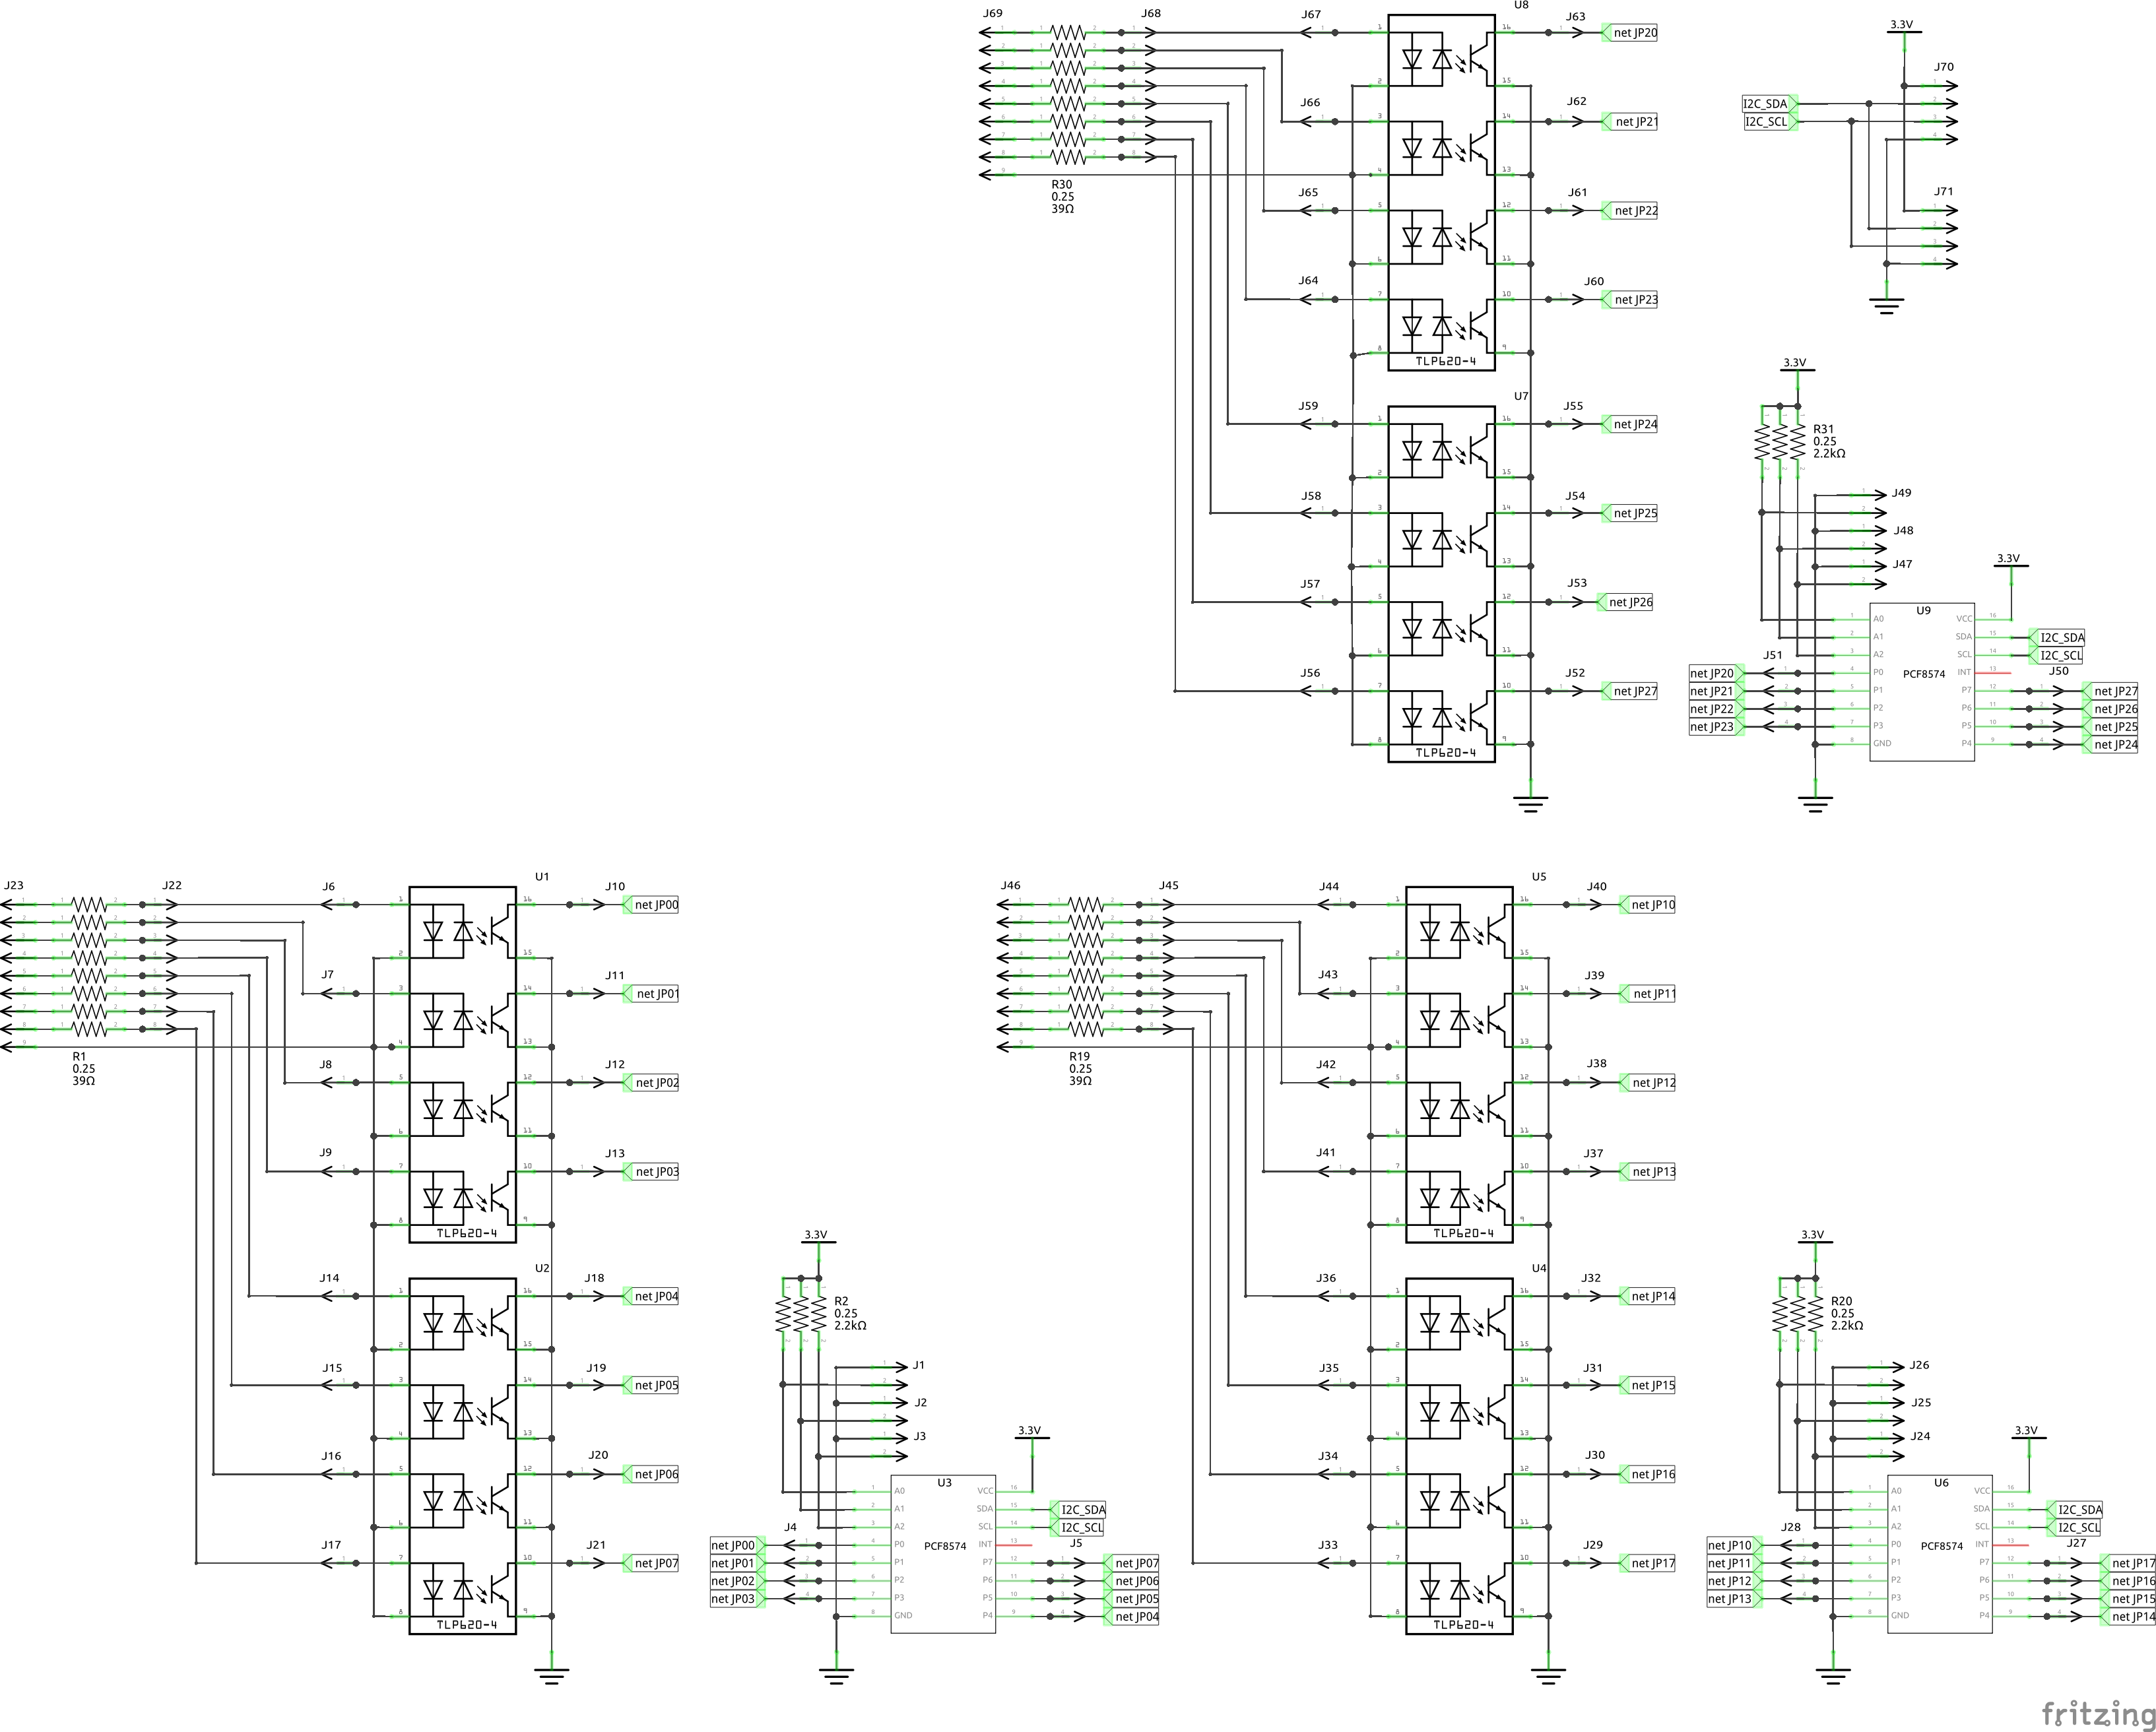 J69
J68
J67
U8
J63
net JP20
3.3V
J70
I2C_SDA
J66
J62
net JP21
I2C_SCL
R30
0.25
39Ω
J65
J61
net JP22
J71
J64
J60
net JP23
TLP620-4
3.3V
U7
J59
J55
net JP24
R31
0.25
2.2kΩ
J58
J54
net JP25
J49
J48
J47
3.3V
J57
J53
net JP26
U9
A0 VCC
A1 SDA
I2C_SDA
A2 SCL
I2C_SCL
J51
J50
net JP20
P0 INT
PCF8574
J56
J52
net JP27
net JP21
P1 P7
net JP27
net JP22
P2 P6
net JP26
net JP23
P3 P5
net JP25
GND P4
net JP24
TLP620-4
J23
J22
J6
U1
J10
net JP00
J7
J11
net JP01
R1
0.25
39Ω
J8
J12
net JP02
J9
J13
net JP03
TLP620-4
U2
J14
J18
net JP04
J15
J19
net JP05
J16
J20
net JP06
J17
J21
net JP07
TLP620-4
3.3V
R2
0.25
2.2kΩ
J1
J2
J3
3.3V
U3
A0 VCC
A1 SDA
I2C_SDA
A2 SCL
I2C_SCL
J4
J5
net JP00
P0 INT
PCF8574
net JP01
P1 P7
net JP07
net JP02
P2 P6
net JP06
net JP03
P3 P5
net JP05
GND P4
net JP04
J46
J45
J44
U5
J40
net JP10
J43
J39
net JP11
R19
0.25
39Ω
J42
J38
net JP12
J41
J37
net JP13
TLP620-4
U4
J36
J32
net JP14
J35
J31
net JP15
J34
J30
net JP16
J33
J29
net JP17
TLP620-4
3.3V
R20
0.25
2.2kΩ
J26
J25
J24
3.3V
U6
A0 VCC
A1 SDA
I2C_SDA
A2 SCL
I2C_SCL
J28
J27
net JP10
P0 INT
PCF8574
net JP11
P1 P7
net JP17
net JP12
P2 P6
net JP16
net JP13
P3 P5
net JP15
GND P4
net JP14
fritzing